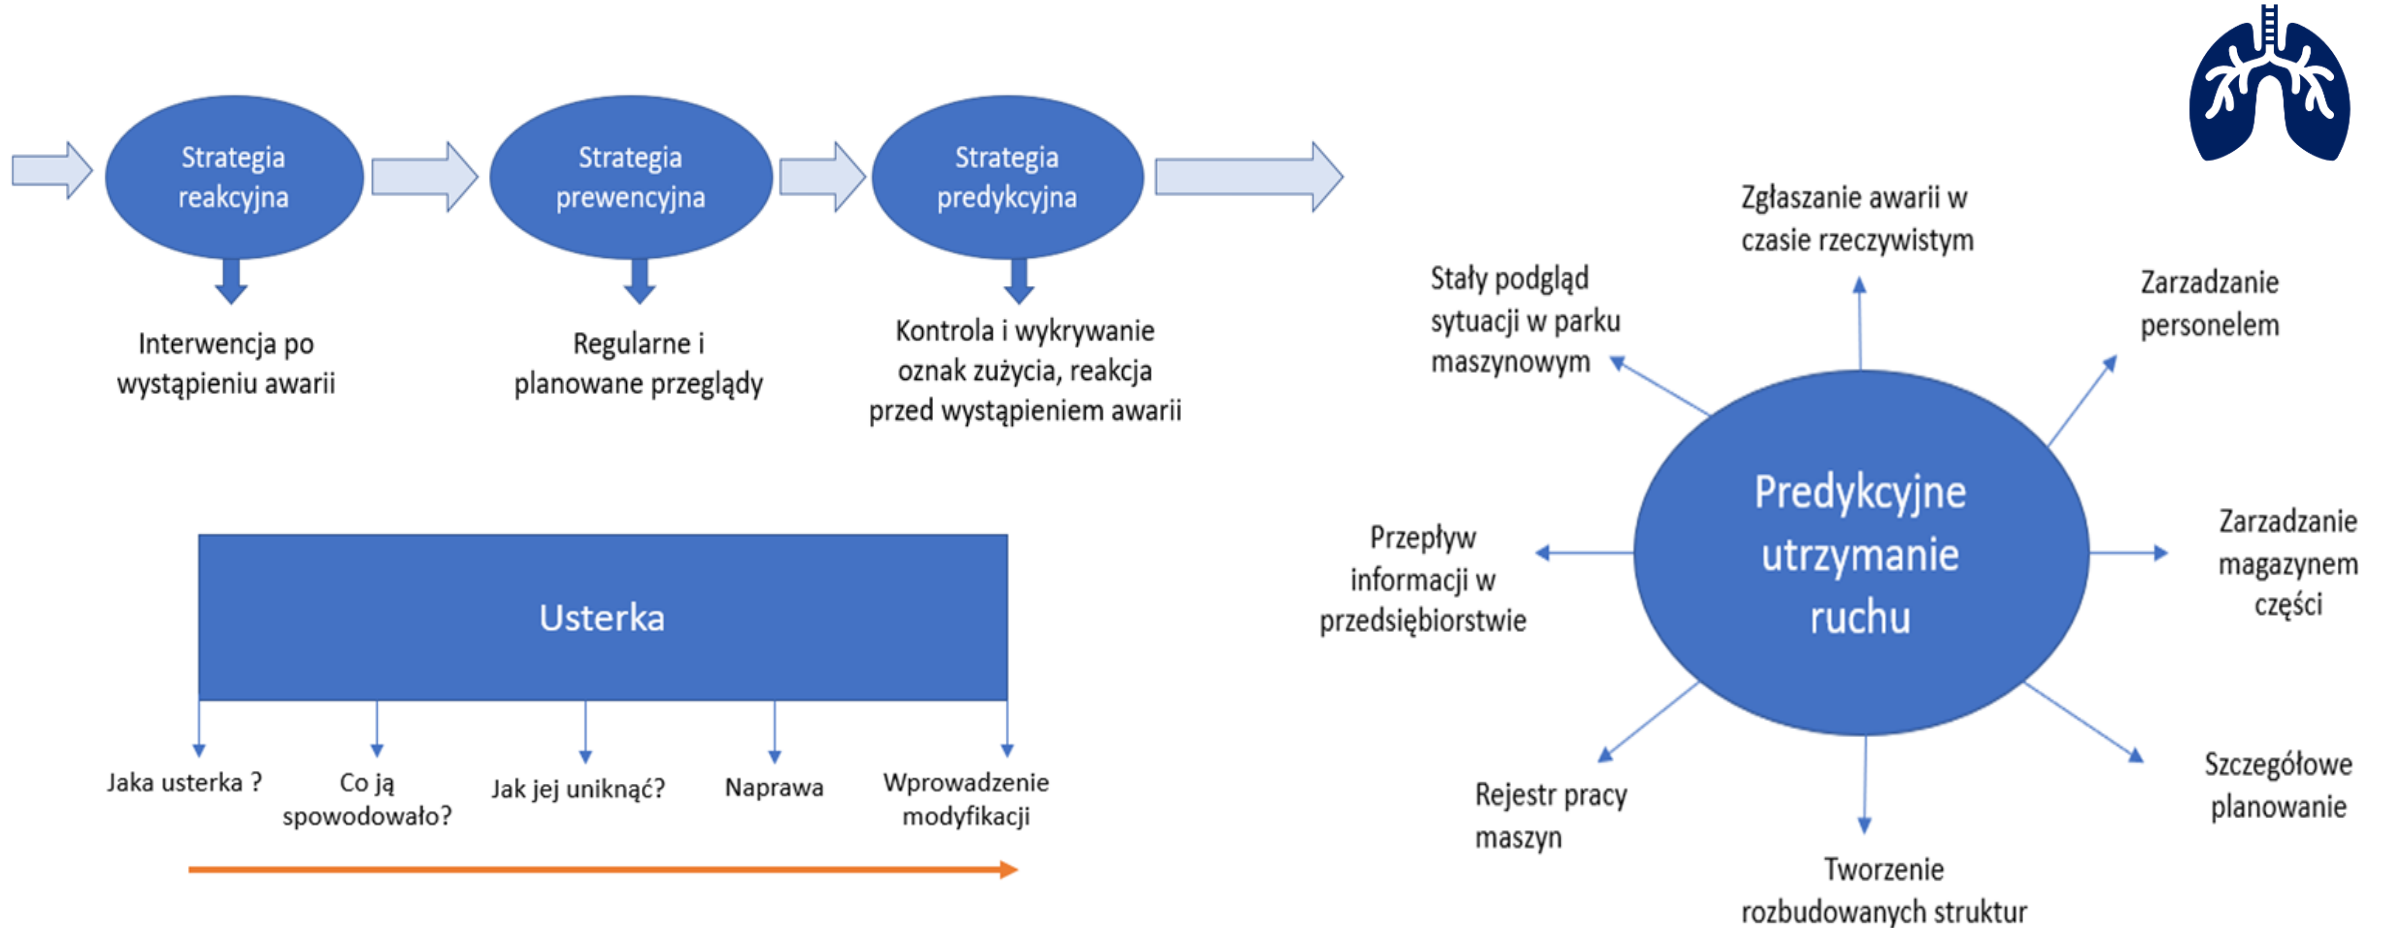 Strategia
reakcyjna
Strategia
prewencyjna
Strategia
predykcyjna
Interwencja po
wystąpieniu awarii
Regularne i
planowane przeglądy
Kontrola i wykrywanie
oznak zużycia, reakcja
przed wystąpieniem awarii
Usterka
Jaka usterka ?
Co ją
spowodowało?
Jak jej uniknąć?
Naprawa
Wprowadzenie
modyfikacji
Predykcyjne
utrzymanie
ruchu
Zgłaszanie awarii w
czasie rzeczywistym
Zarzadzanie
personelem
Zarzadzanie
magazynem
części
Szczegółowe
planowanie
Tworzenie
rozbudowanych struktur
Rejestr pracy
maszyn
Przepływ
informacji w
przedsiębiorstwie
Stały podgląd
sytuacji w parku
maszynowym